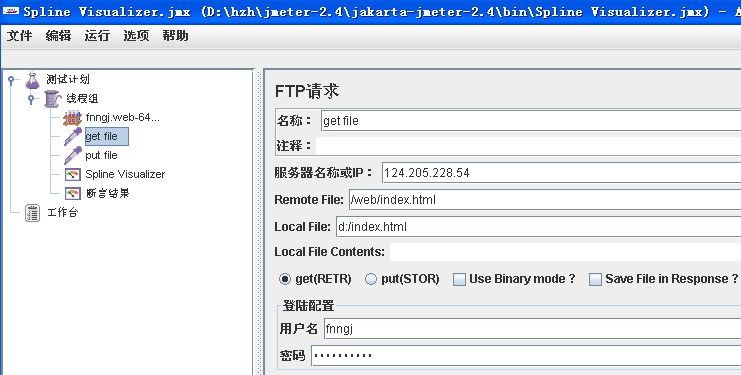 Spline Visualizer.jmx (D:\hzh\jmeter-2.4\jakarta-jmeter-2.4\bin\Spline Visualizer.jmx) - A
文件 编辑 运行 选项 帮助
测试计划
线程组
fnngj.web-64...
get file
put file
Spline Visualizer
断言结果
工作台
FTP请求
名称： get file
注释：
服务器名称或IP： 124.205.228.54
Remote File: /web/index.html
Local File: d:/index.html
Local File Contents:
get(RETR) put(STOR) Use Binary mode ? Save File in Response ?
登陆配置
用户名 fnngj
密码 ••••••••••